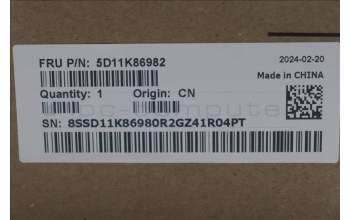 FRU P/N: 5D11K86982
2024-02-20
Made in CHINA
Quantity: 1 Origin: CN
SN: 8SSD11K86980R2GZ41R04PT